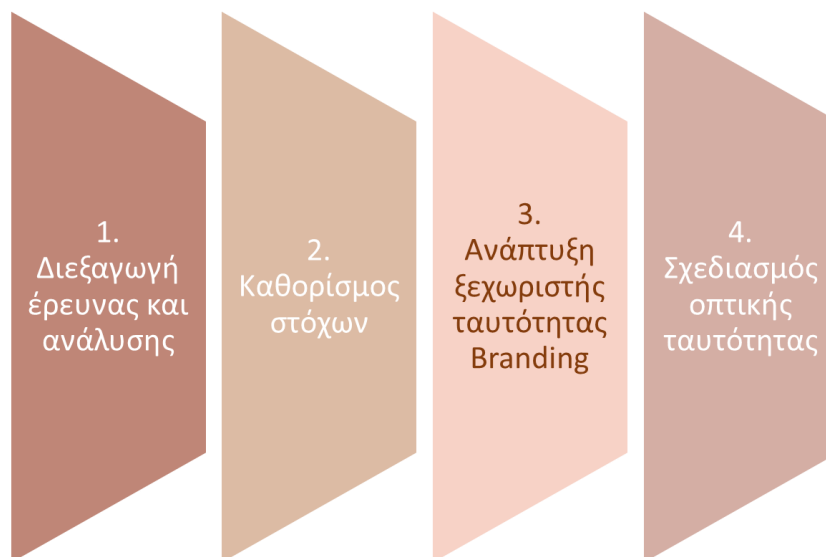 1.
Διεξαγωγή
έρευνας και
ανάλυσης
2.
Καθορίσμος
στόχων
3.
Ανάπτυξη
ξεχωριστής
ταυτότητας
Branding
4.
Σχεδιασμός
οπτικής
ταυτότητας